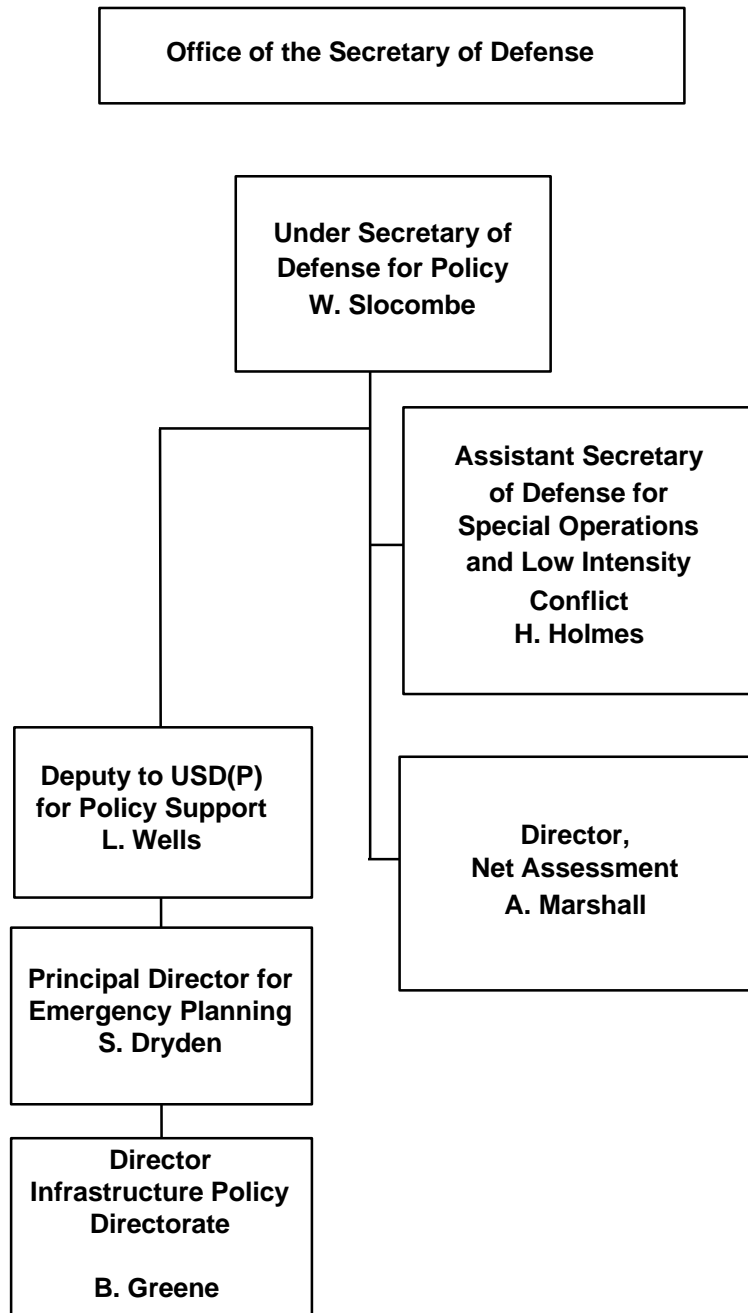 Office of the Secretary of Defense
Under Secretary of
Defense for Policy
W. Slocombe
Assistant Secretary
of Defense for
Special Operations
and Low Intensity
Conflict
H. Holmes
Deputy to USD(P)
for Policy Support
L. Wells
Director,
Net Assessment
A. Marshall
Principal Director for
Emergency Planning
S. Dryden
Director
Infrastructure Policy
Directorate
B. Greene